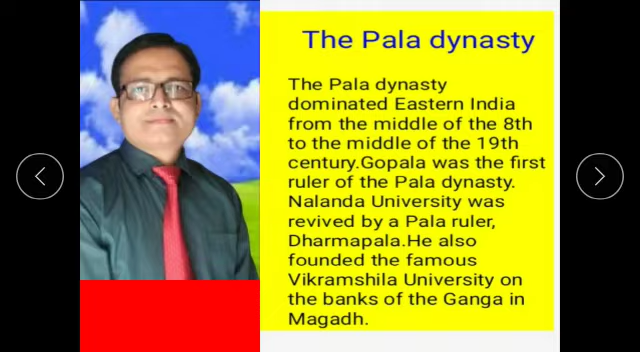 The Pala dynasty
The Pala dynasty
dominated Eastern India
from the middle of the 8th
to the middle of the 19th
century.Gopala was the first
ruler of the Pala dynasty.
Nalanda University was
revived by a Pala ruler,
Dharmapala.He also
founded the famous
Vikramshila University on
the banks of the Ganga in
Magadh.